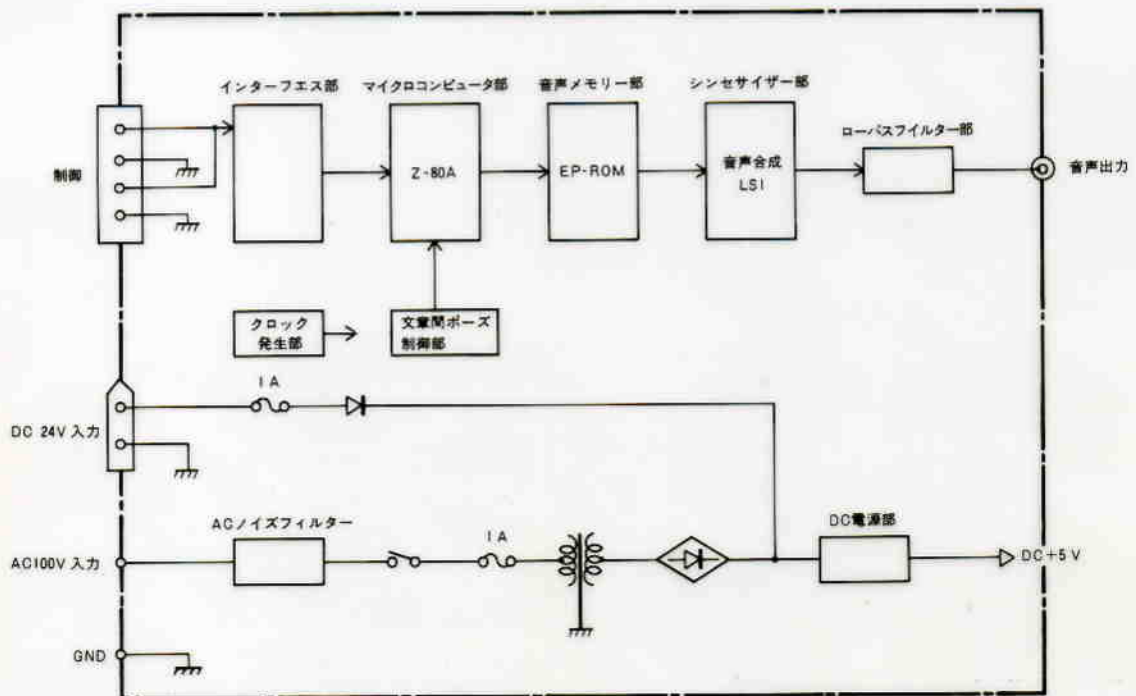 インターフエス部
マイクロコンピュータ部
音声メモリー部
シンセサイザー部
ローパスフイルター部
制御
Z-80A
EP-ROM
音声合成
LSI
音声出力
クロック
発生部
文章間ポーズ
制御部
1A
DC 24V 入力
ACノイズフィルター
1A
DC電源部
AC100V 入力
DC+5V
GND